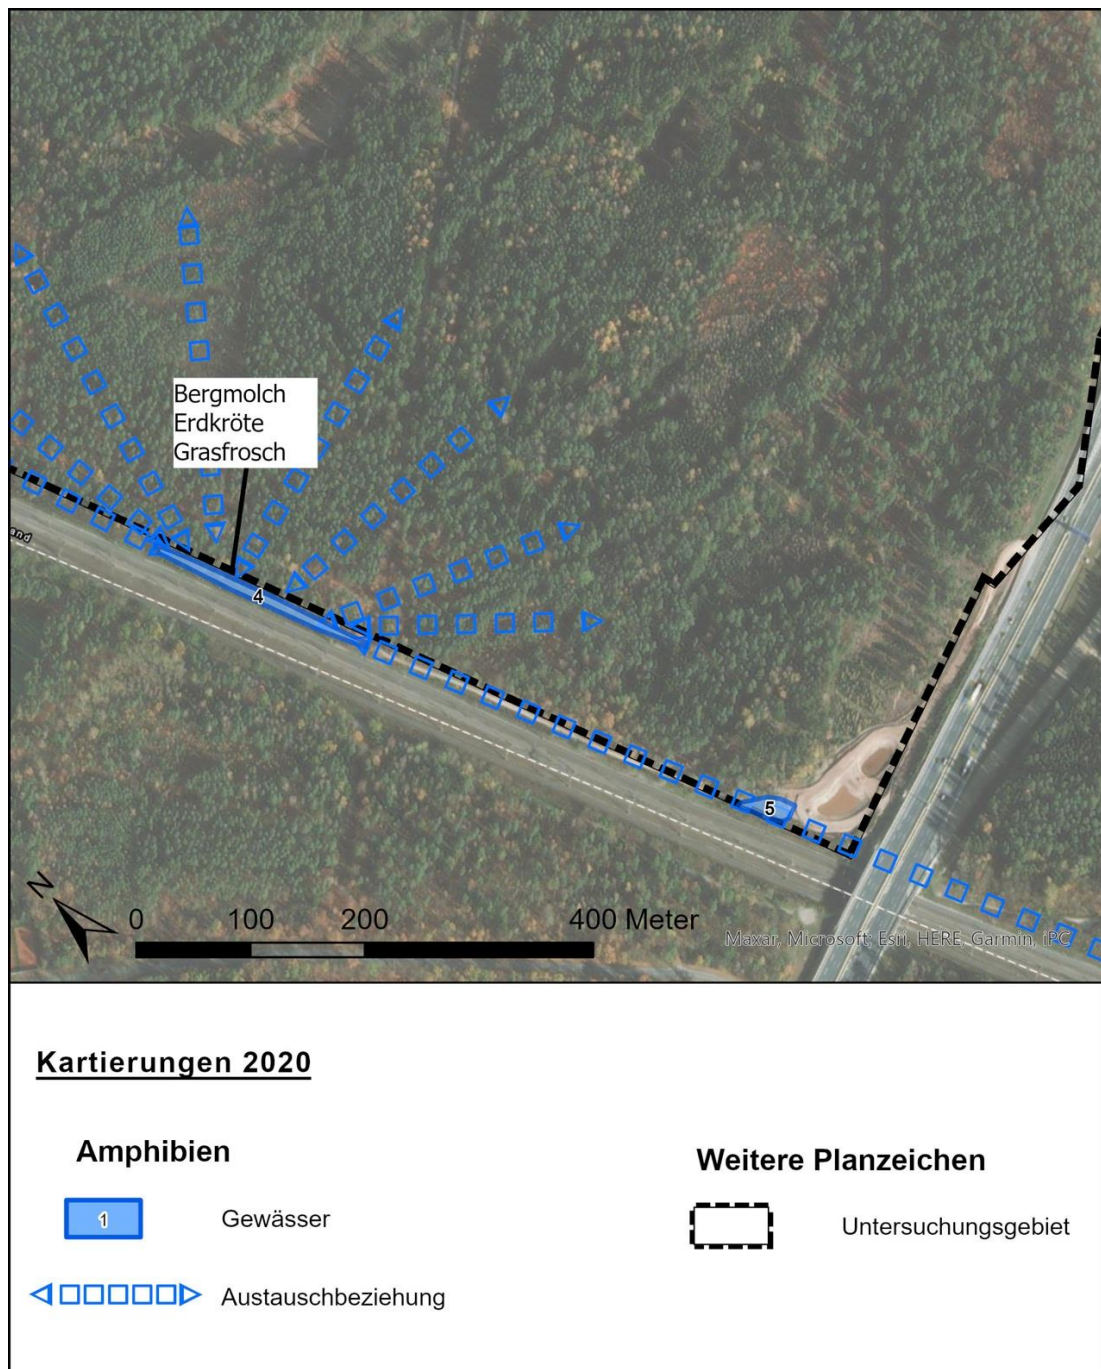 Bergmolch
Erdkröte
Grasfrosch
and
4
5
N
0 100 200 400 Meter
Maxar, Microsoft; Esri, HERE, Garmin, iPC
Kartierungen 2020
Amphibien
Weitere Planzeichen
1
Gewässer
Untersuchungsgebiet
Austauschbeziehung